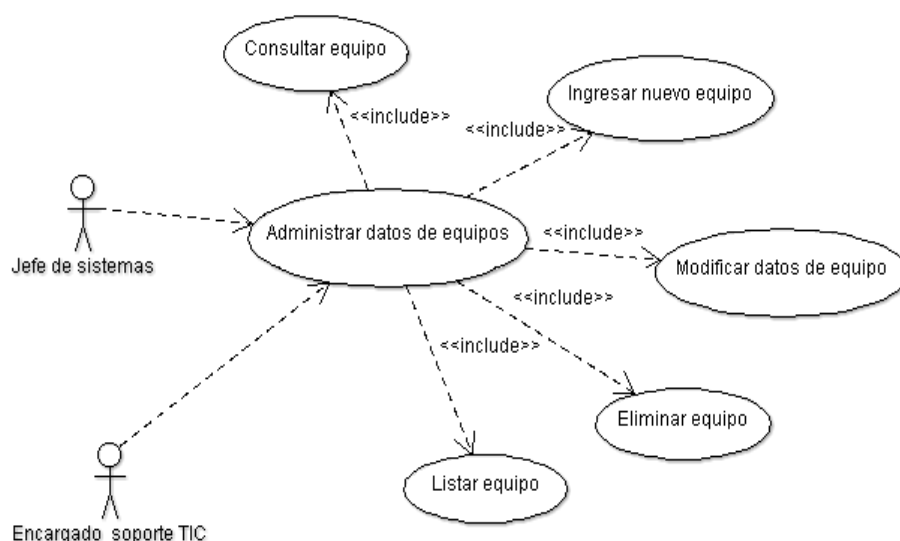 Consultar equipo
Ingresar nuevo equipo
<<include>>
<<include>>
Administrar datos de equipos
<<include>>
Modificar datos de equipo
Jefe de sistemas
<<include>>
<<include>>
Eliminar equipo
Listar equipo
Encargado soporte TIC